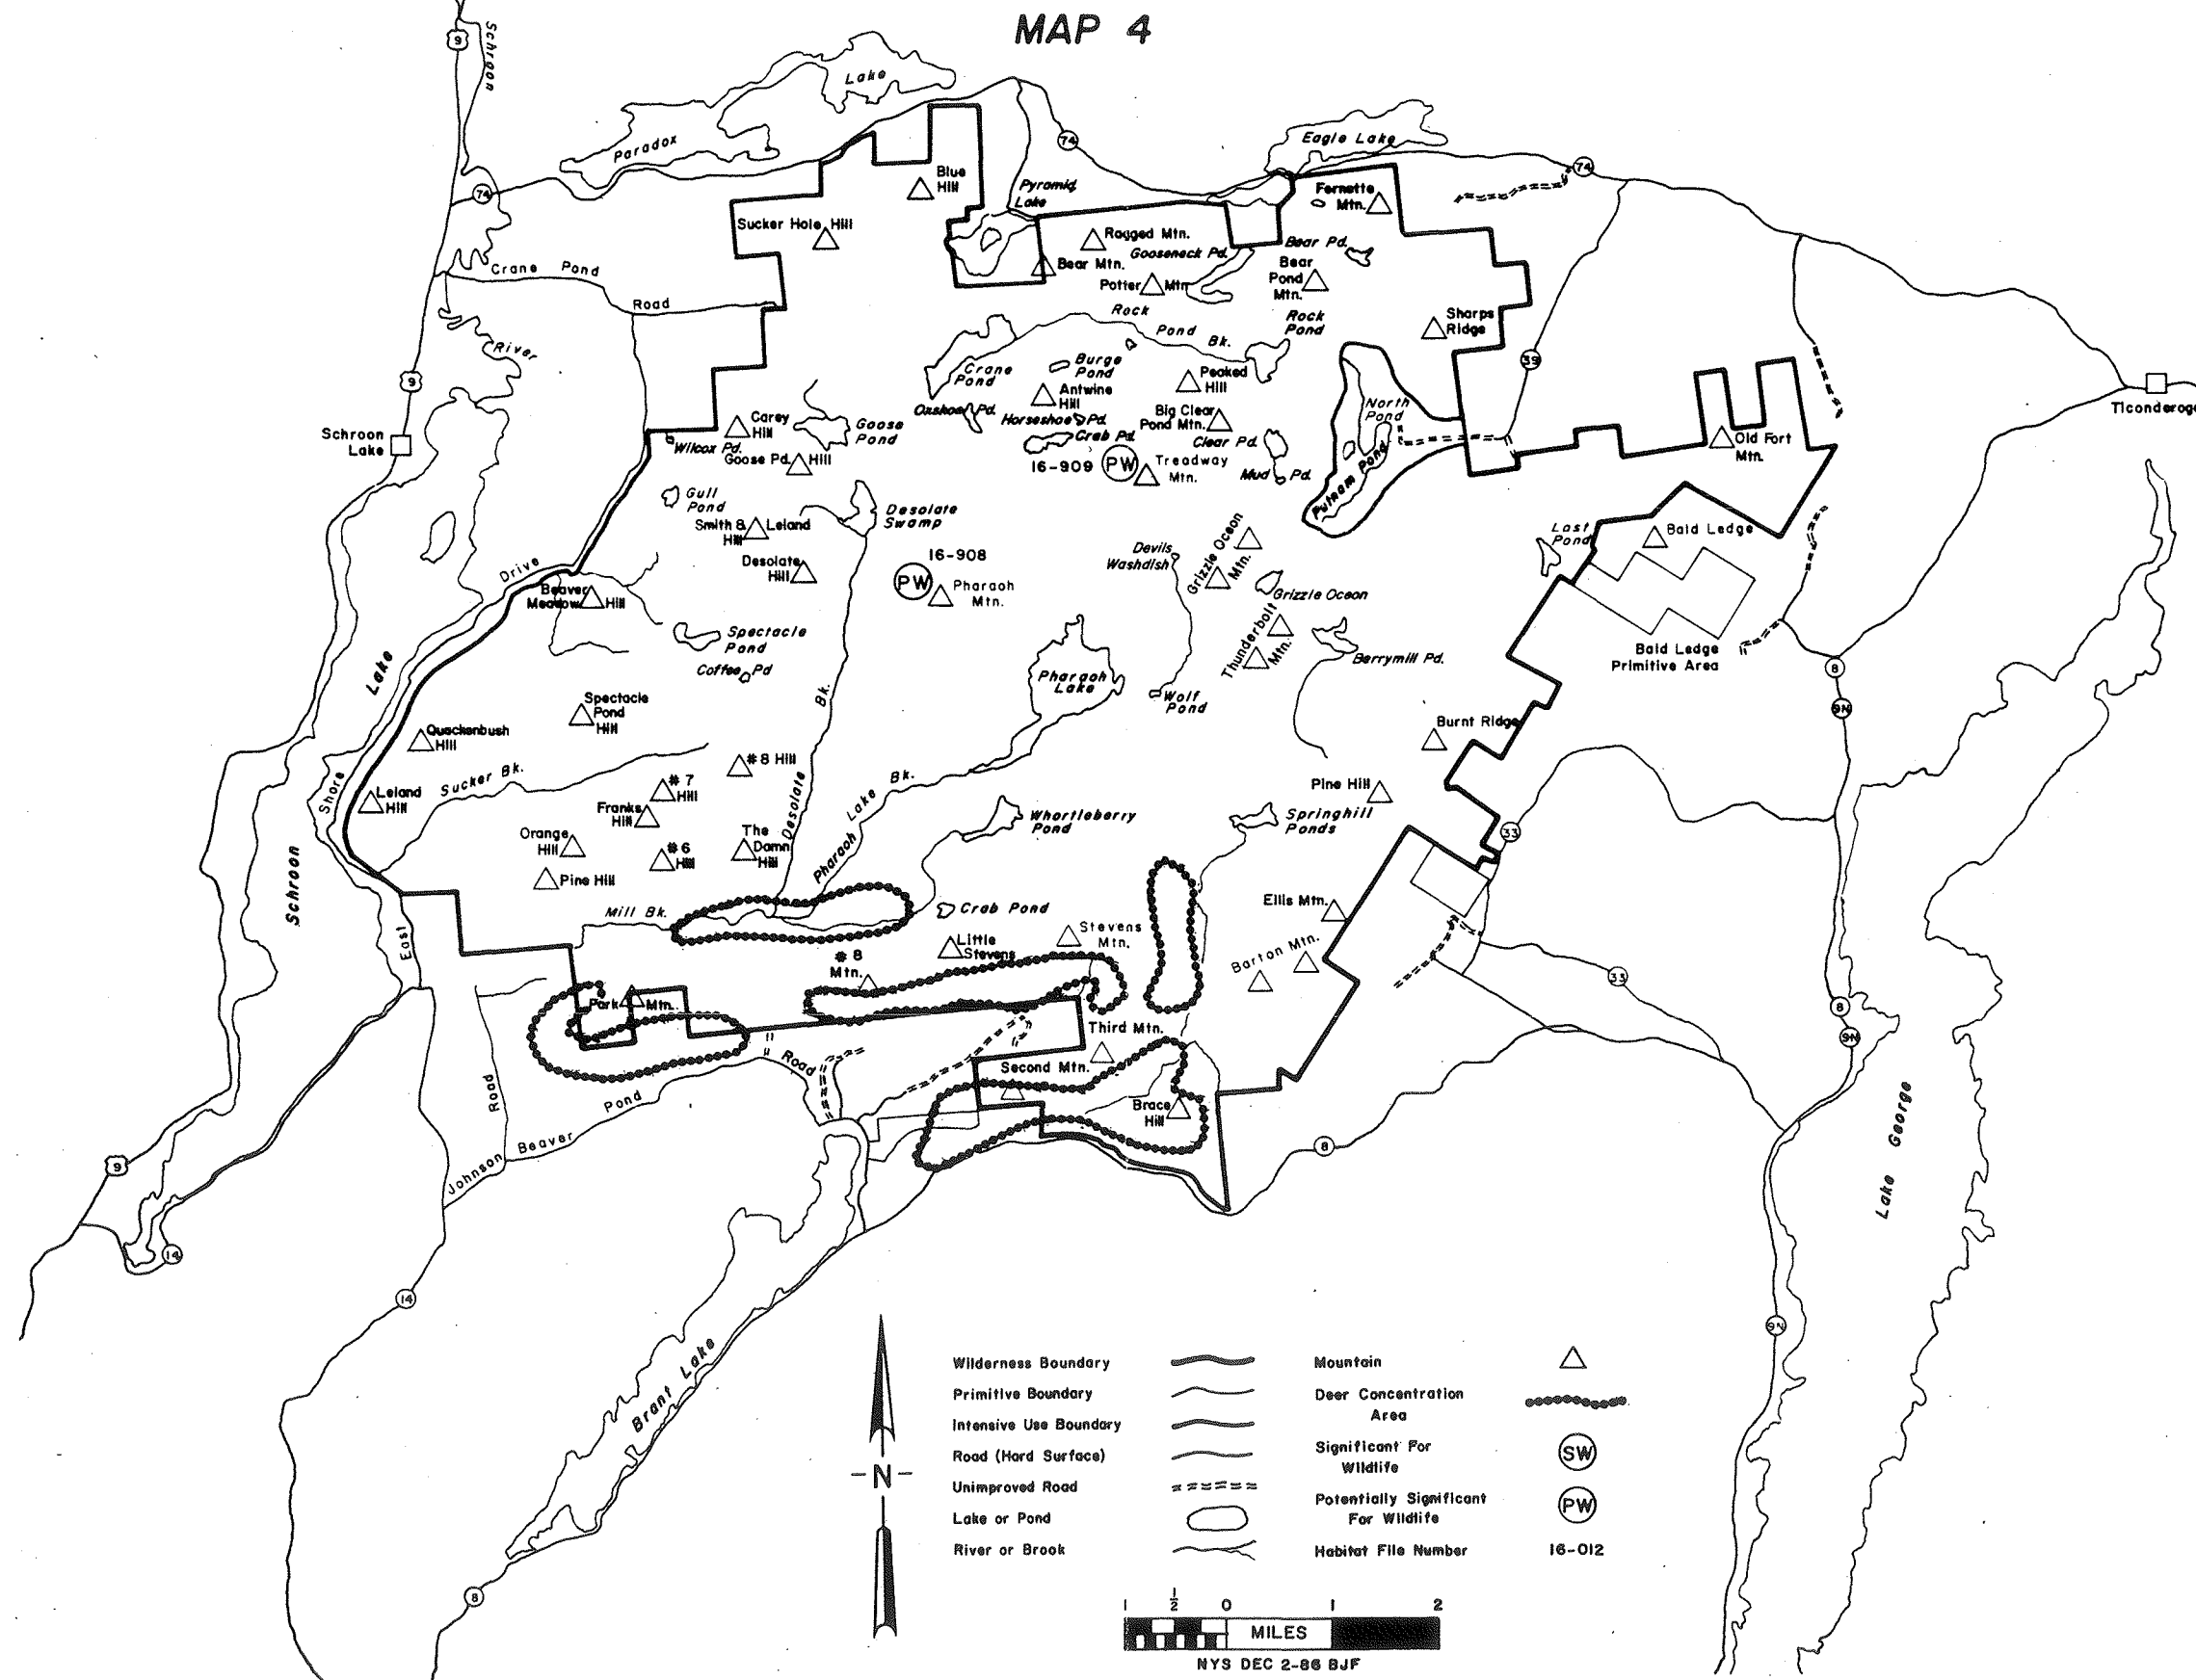 MAP 4
9
Schroon
Lake
Paradox
74
74
Eagle Lake
74
Blue
Hill
Pyramid
Lake
Fernette
Mtn.
Sucker Hole Hill
Ragged Mtn.
Gooseneck Pd.
Bear Pd.
Bear Mtn.
Bear
Pond
Mtn.
Potter Mtn.
Crane Pond
Road
Rock
Pond
Bk.
Rock
Pond
Sharps
Ridge
River
9
39
Burge
Pond
Crane
Pond
Antwine
Hill
Peaked
Hill
Ticonderoga
Oxshoe Pd.
Horseshoe Pd.
Big Clear
Pond Mtn.
North
Pond
Carey
Hill
Goose
Pond
Crab Pd.
Clear Pd.
Schroon
Lake
Wilcox Pd.
Goose Pd. Hill
16-909
PW
Treadway
Mtn.
Mud Pd.
Putnam Pond
Old Fort
Mtn.
Gull
Pond
Smith & Leland
Hill
Desolate
Swamp
Lost
Pond
Bald Ledge
16-908
PW
Pharaoh
Mtn.
Desolate
Hill
Devils
Washdish
Grizzle Ocean
Mtn.
Grizzle Ocean
Drive
Beaver
Meadow Hill
Spectacle
Pond
Coffee Pd
Thunderbolt
Mtn.
Berrymill Pd.
Bald Ledge
Primitive Area
8
9N
Lake
Pharaoh
Lake
Wolf
Pond
Bk.
Spectacle
Pond
Hill
Quackenbush
Hill
Burnt Ridge
Sucker Bk.
# 8 Hill
# 7
Hill
Desolate
Pharaoh Lake Bk.
Pine Hill
Shore
Leland
Hill
Franks
Hill
Whortleberry
Pond
Springhill
Ponds
33
Orange
Hill
# 6
Hill
The
Damn
Hill
Pine Hill
Schroon
Mill Bk.
Crab Pond
Ellis Mtn.
East
Little
Stevens
Stevens
Mtn.
Barton Mtn.
# 8
Mtn.
33
Park Mtn.
8
9N
Third Mtn.
Road
Second Mtn.
Road
Pond
Brace
Hill
Beaver
Johnson
8
9
Lake George
14
14
Brant Lake
9N
8
N
Wilderness Boundary
Primitive Boundary
Intensive Use Boundary
Road (Hard Surface)
Unimproved Road
Lake or Pond
River or Brook
Mountain
Deer Concentration
Area
Significant For
Wildlife
SW
Potentially Significant
For Wildlife
PW
Habitat File Number
16-012
1 ½ 0 1 2
MILES
NYS DEC 2-86 BJF